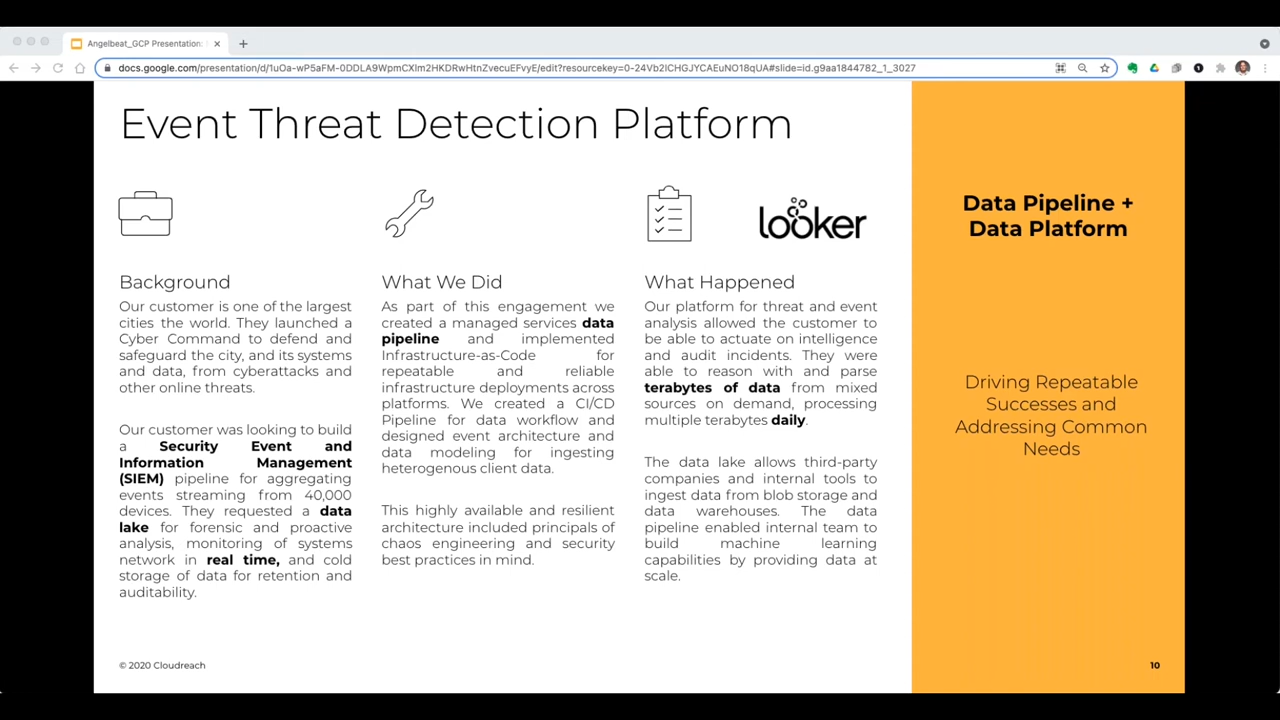 Angelbeat_GCP Presentation:
docs.google.com/presentation/d/1uOa-wP5aFM-0DDLA9WpmCXlm2HKDRwHtnZvecuEFvyE/edit?resourcekey=0-24Vb2ICHGJYCAEuNO18qUA#slide=id.g9aa1844782_1_3027
Event Threat Detection Platform
looker
Background
Our customer is one of the largest
cities the world. They launched a
Cyber Command to defend and
safeguard the city, and its systems
and data, from cyberattacks and
other online threats.
Our customer was looking to build
a Security Event and
Information Management
(SIEM) pipeline for aggregating
events streaming from 40,000
devices. They requested a data
lake for forensic and proactive
analysis, monitoring of systems
network in real time, and cold
storage of data for retention and
auditability.
What We Did
As part of this engagement we
created a managed services data
pipeline and implemented
Infrastructure-as-Code for
repeatable and reliable
infrastructure deployments across
platforms. We created a CI/CD
Pipeline for data workflow and
designed event architecture and
data modeling for ingesting
heterogenous client data.
This highly available and resilient
architecture included principals of
chaos engineering and security
best practices in mind.
What Happened
Our platform for threat and event
analysis allowed the customer to
be able to actuate on intelligence
and audit incidents. They were
able to reason with and parse
terabytes of data from mixed
sources on demand, processing
multiple terabytes daily.
The data lake allows third-party
companies and internal tools to
ingest data from blob storage and
data warehouses. The data
pipeline enabled internal team to
build machine learning
capabilities by providing data at
scale.
Data Pipeline +
Data Platform
Driving Repeatable
Successes and
Addressing Common
Needs
© 2020 Cloudreach
10